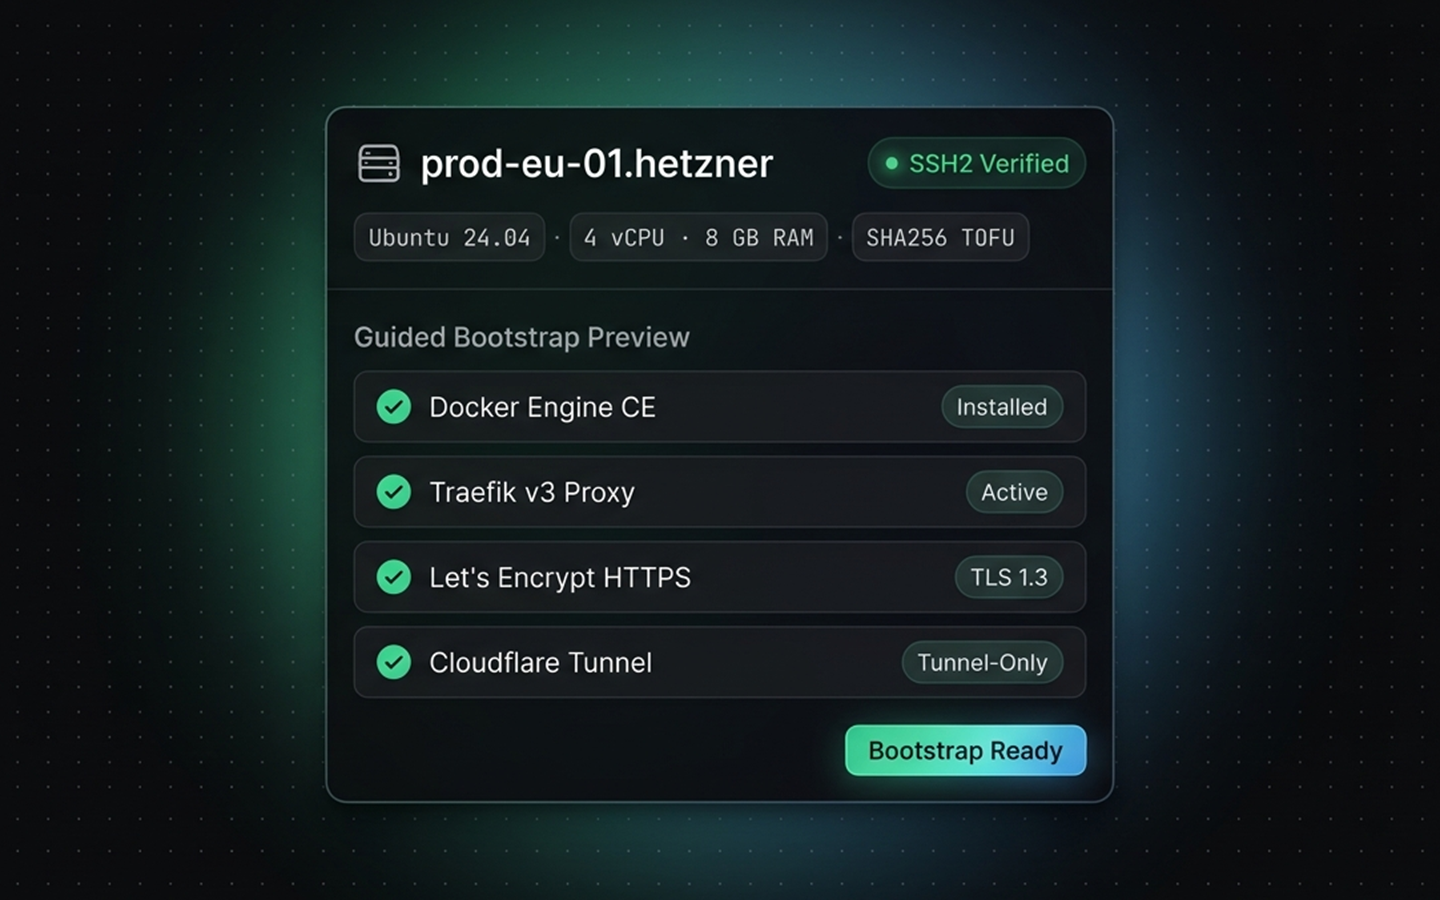 prod-eu-01.hetzner
SSH2 Verified
Ubuntu 24.04 · 4 vCPU · 8 GB RAM · SHA256 TOFU
Guided Bootstrap Preview
Docker Engine CE
Installed
Traefik v3 Proxy
Active
Let's Encrypt HTTPS
TLS 1.3
Cloudflare Tunnel
Tunnel-Only
Bootstrap Ready